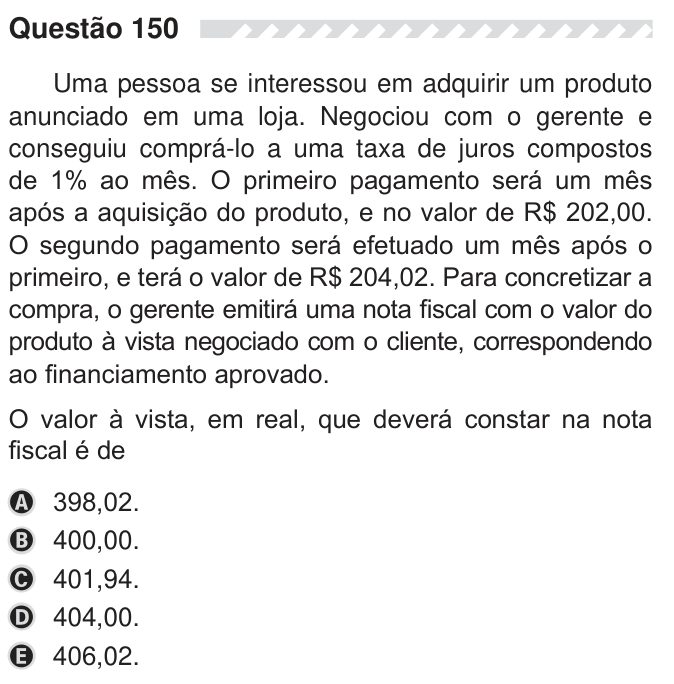 Questão 150
Uma pessoa se interessou em adquirir um produto
anunciado em uma loja. Negociou com o gerente e
conseguiu comprá-lo a uma taxa de juros compostos
de 1% ao mês. O primeiro pagamento será um mês
após a aquisição do produto, e no valor de R$ 202,00.
O segundo pagamento será efetuado um mês após o
primeiro, e terá o valor de R$ 204,02. Para concretizar a
compra, o gerente emitirá uma nota fiscal com o valor do
produto à vista negociado com o cliente, correspondendo
ao financiamento aprovado.
O valor à vista, em real, que deverá constar na nota
fiscal é de
A 398,02.
B 400,00.
C 401,94.
D 404,00.
E 406,02.